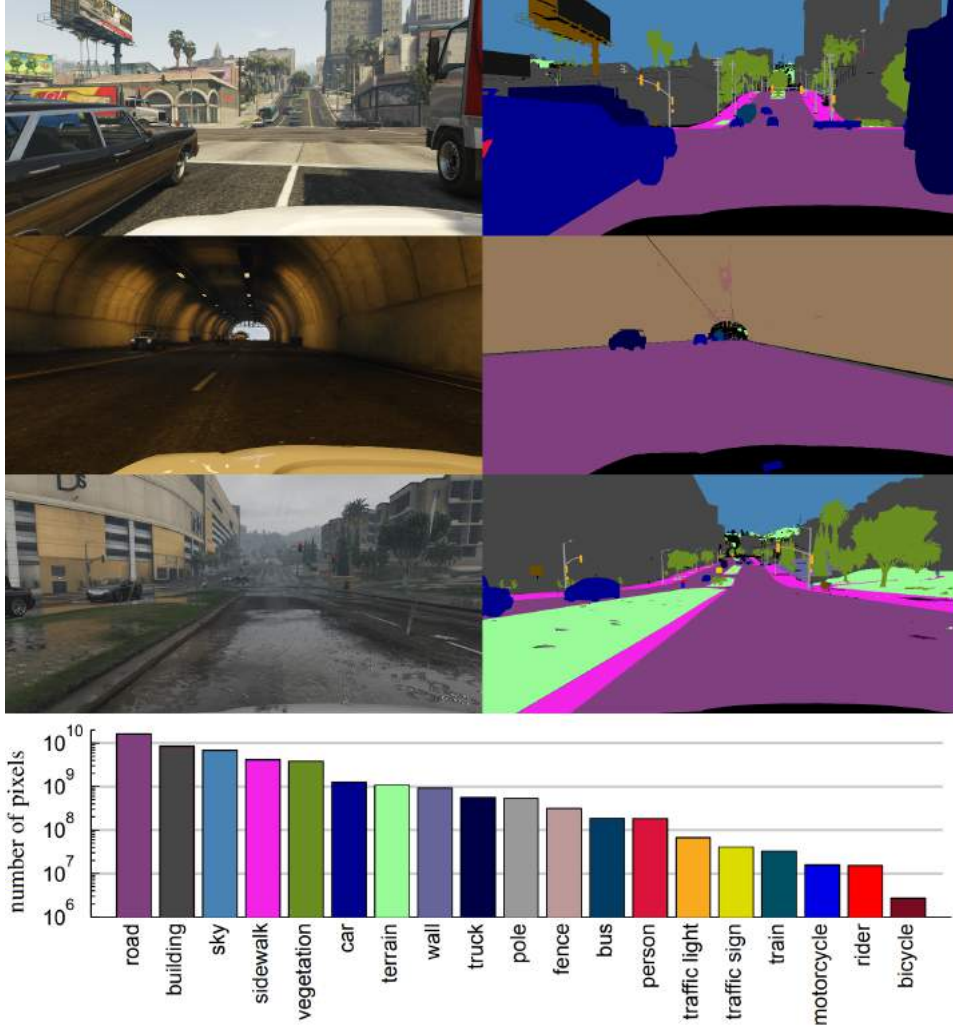 Ds
number of pixels
10^10
10^9
10^8
10^7
10^6
road
building
sky
sidewalk
vegetation
car
terrain
wall
truck
pole
fence
bus
person
traffic light
traffic sign
train
motorcycle
rider
bicycle